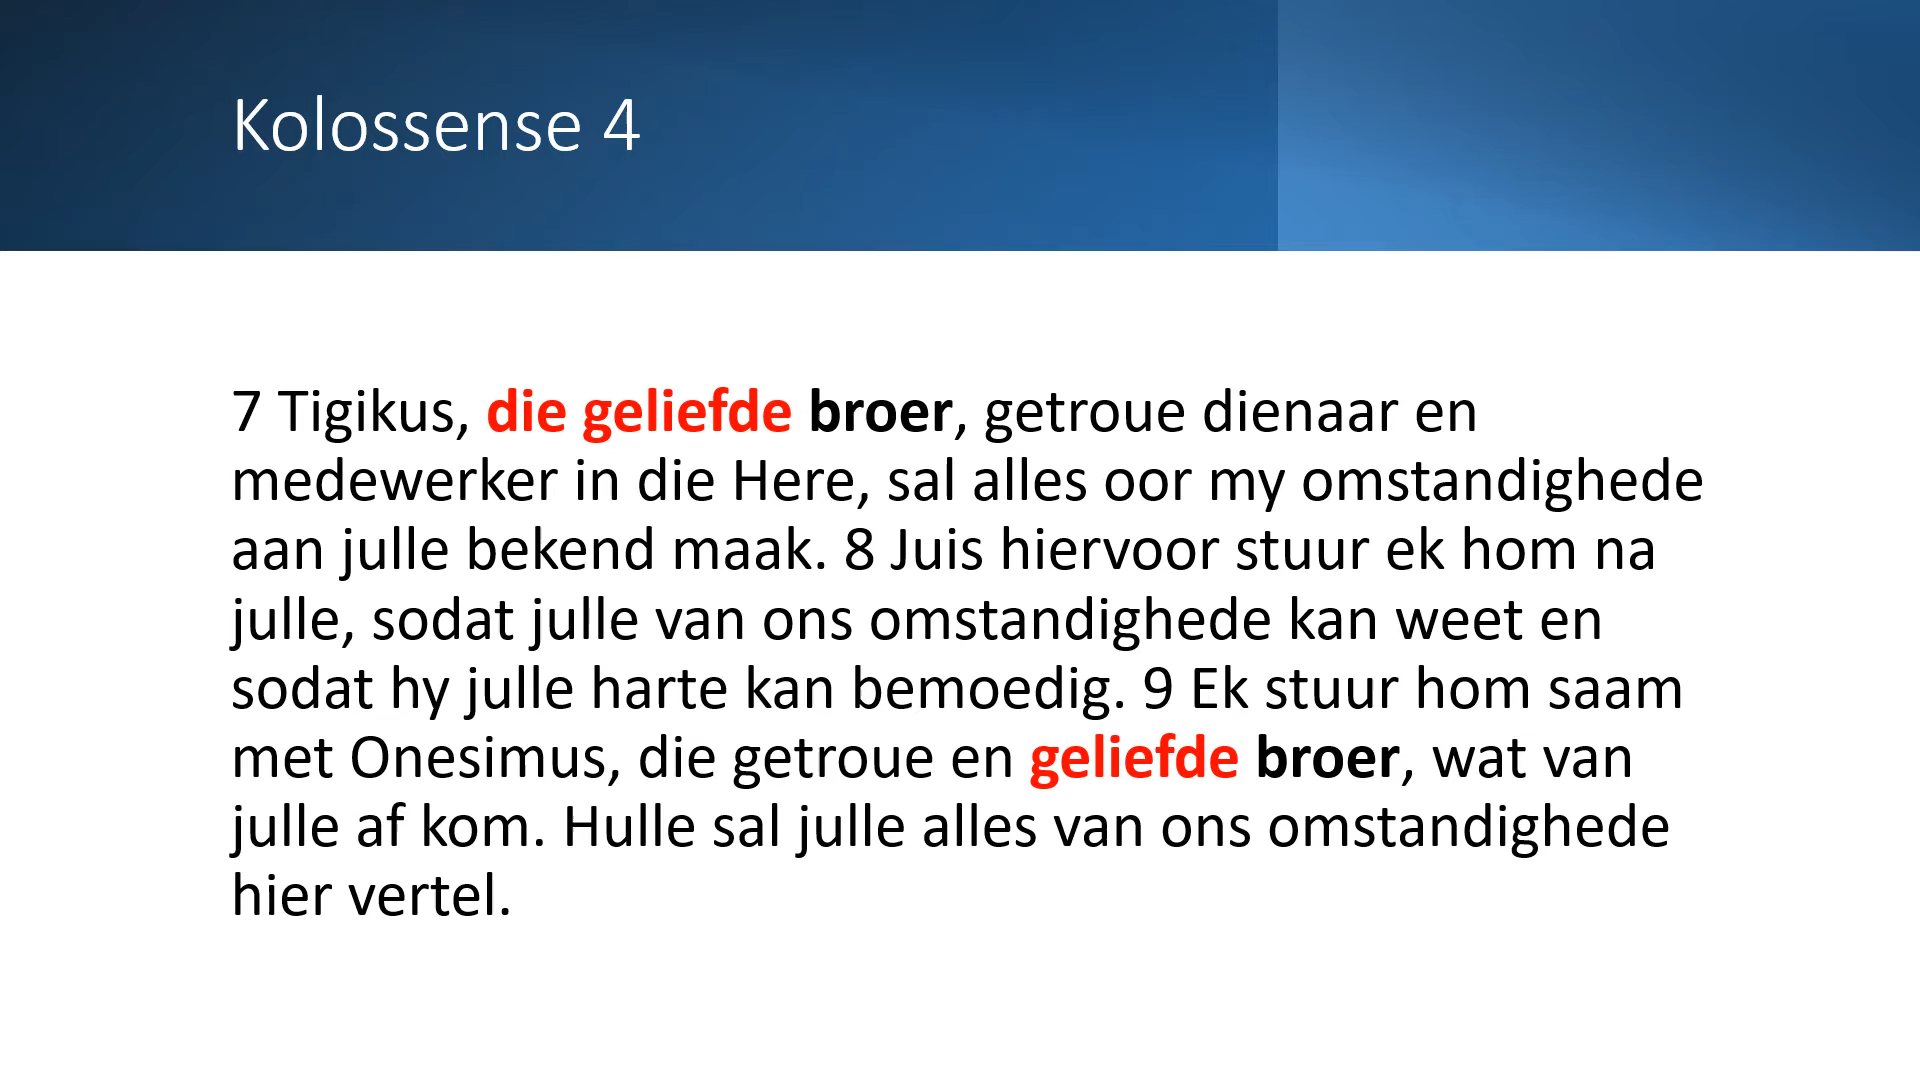 Kolossense 4
7 Tigikus, die geliefde broer, getroue dienaar en
medewerker in die Here, sal alles oor my omstandighede
aan julle bekend maak. 8 Juis hiervoor stuur ek hom na
julle, sodat julle van ons omstandighede kan weet en
sodat hy julle harte kan bemoedig. 9 Ek stuur hom saam
met Onesimus, die getroue en geliefde broer, wat van
julle af kom. Hulle sal julle alles van ons omstandighede
hier vertel.